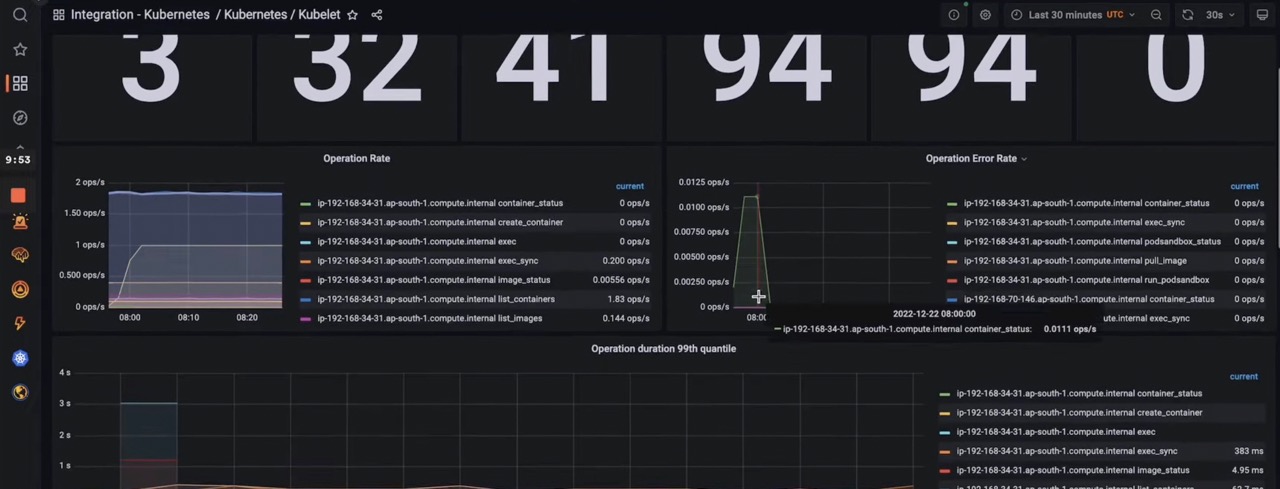 Integration - Kubernetes / Kubernetes / Kubelet
Last 30 minutes UTC
30s
3
32
41
94
94
0
9:53
Operation Rate
2 ops/s
1.50 ops/s
1 ops/s
0.500 ops/s
0 ops/s
08:00
08:10
08:20
current
ip-192-168-34-31.ap-south-1.compute.internal container_status 0 ops/s
ip-192-168-34-31.ap-south-1.compute.internal create_container 0 ops/s
ip-192-168-34-31.ap-south-1.compute.internal exec 0 ops/s
ip-192-168-34-31.ap-south-1.compute.internal exec_sync 0.200 ops/s
ip-192-168-34-31.ap-south-1.compute.internal image_status 0.00556 ops/s
ip-192-168-34-31.ap-south-1.compute.internal list_containers 1.83 ops/s
ip-192-168-34-31.ap-south-1.compute.internal list_images 0.144 ops/s
Operation Error Rate
0.0125 ops/s
0.0100 ops/s
0.00750 ops/s
0.00500 ops/s
0.00250 ops/s
0 ops/s
08:00
current
ip-192-168-34-31.ap-south-1.compute.internal container_status 0 ops/s
ip-192-168-34-31.ap-south-1.compute.internal exec_sync 0 ops/s
ip-192-168-34-31.ap-south-1.compute.internal podsandbox_status 0 ops/s
ip-192-168-34-31.ap-south-1.compute.internal pull_image 0 ops/s
ip-192-168-34-31.ap-south-1.compute.internal run_podsandbox 0 ops/s
ip-192-168-70-146.ap-south-1.compute.internal container_status 0 ops/s
compute.internal exec_sync 0 ops/s
2022-12-22 08:00:00
ip-192-168-34-31.ap-south-1.compute.internal container_status: 0.0111 ops/s
Operation duration 99th quantile
4 s
3 s
2 s
1 s
current
ip-192-168-34-31.ap-south-1.compute.internal container_status
ip-192-168-34-31.ap-south-1.compute.internal create_container
ip-192-168-34-31.ap-south-1.compute.internal exec
ip-192-168-34-31.ap-south-1.compute.internal exec_sync 383 ms
ip-192-168-34-31.ap-south-1.compute.internal image_status 4.95 ms